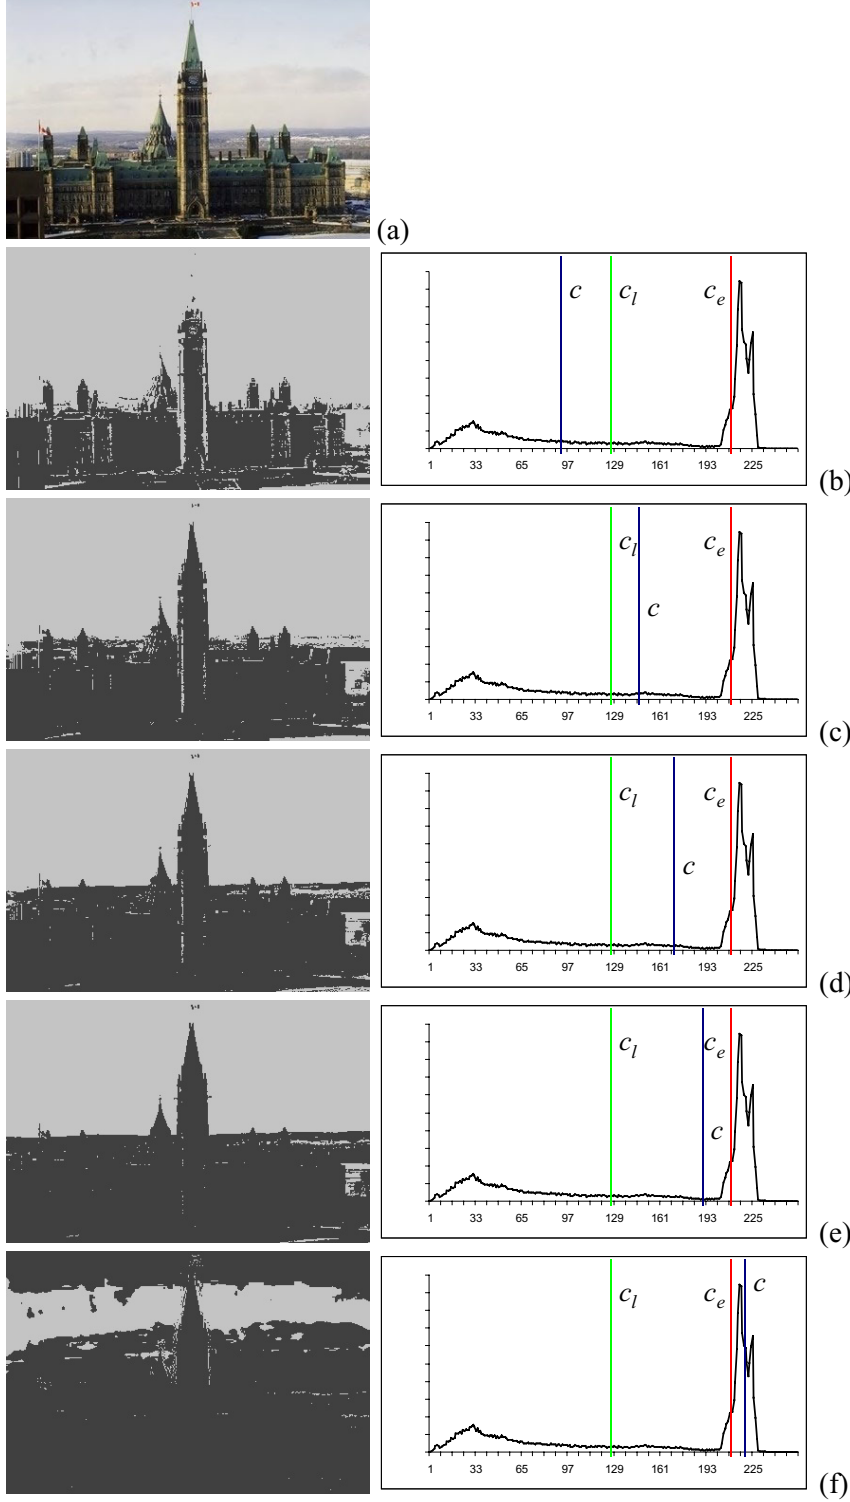 (a)
c c_l c_e
1 33 65 97 129 161 193 225
(b)
c_l c_e
c
1 33 65 97 129 161 193 225
(c)
c_l c_e
c
1 33 65 97 129 161 193 225
(d)
c_l c_e
c
1 33 65 97 129 161 193 225
(e)
c_l c_e c
1 33 65 97 129 161 193 225
(f)